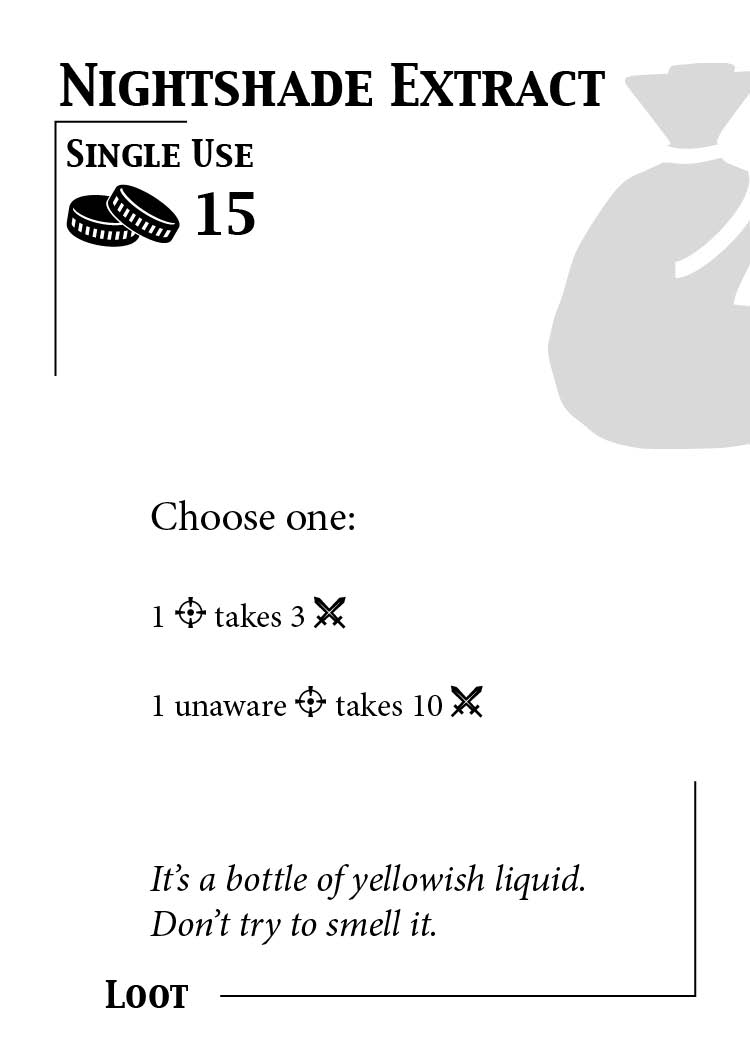 Nightshade Extract
Single Use
15
Choose one:
1 takes 3
1 unaware takes 10
It’s a bottle of yellowish liquid.
Don’t try to smell it.
Loot